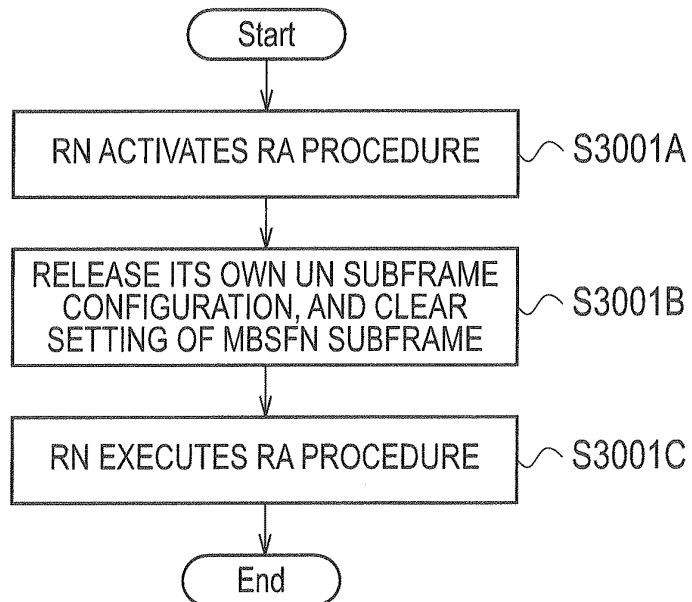 Start
RN ACTIVATES RA PROCEDURE
S3001A
RELEASE ITS OWN UN SUBFRAME
CONFIGURATION, AND CLEAR
SETTING OF MBSFN SUBFRAME
S3001B
RN EXECUTES RA PROCEDURE
S3001C
End